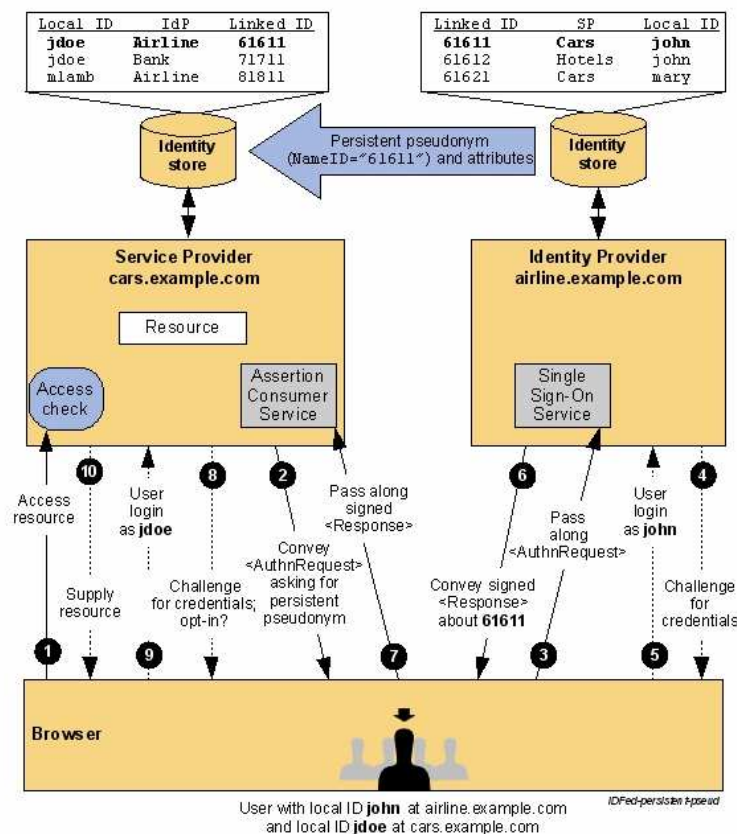 Local ID IdP Linked ID
jdoe Airline 61611
jdoe Bank 71711
mlamb Airline 81811
Linked ID SP Local ID
61611 Cars john
61612 Hotels john
61621 Cars mary
Identity
store
Persistent pseudonym
(NameID="61611") and attributes
Identity
store
Service Provider
cars.example.com
Resource
Access
check
Assertion
Consumer
Service
Identity Provider
airline.example.com
Single
Sign-On
Service
10
8
2
6
4
Access
resource
User
login
as jdoe
Pass along
signed
<Response>
Convey
<AuthnRequest>
asking for
persistent
pseudonym
Pass
along
<AuthnRequest>
User
login
as john
Supply
resource
Challenge
for credentials;
opt-in?
Convey signed
<Response>
about 61611
Challenge
for
credentials
1
9
7
3
5
Browser
IDFed-persistent-pseud
User with local ID john at airline.example.com
and local ID jdoe at cars.example.com